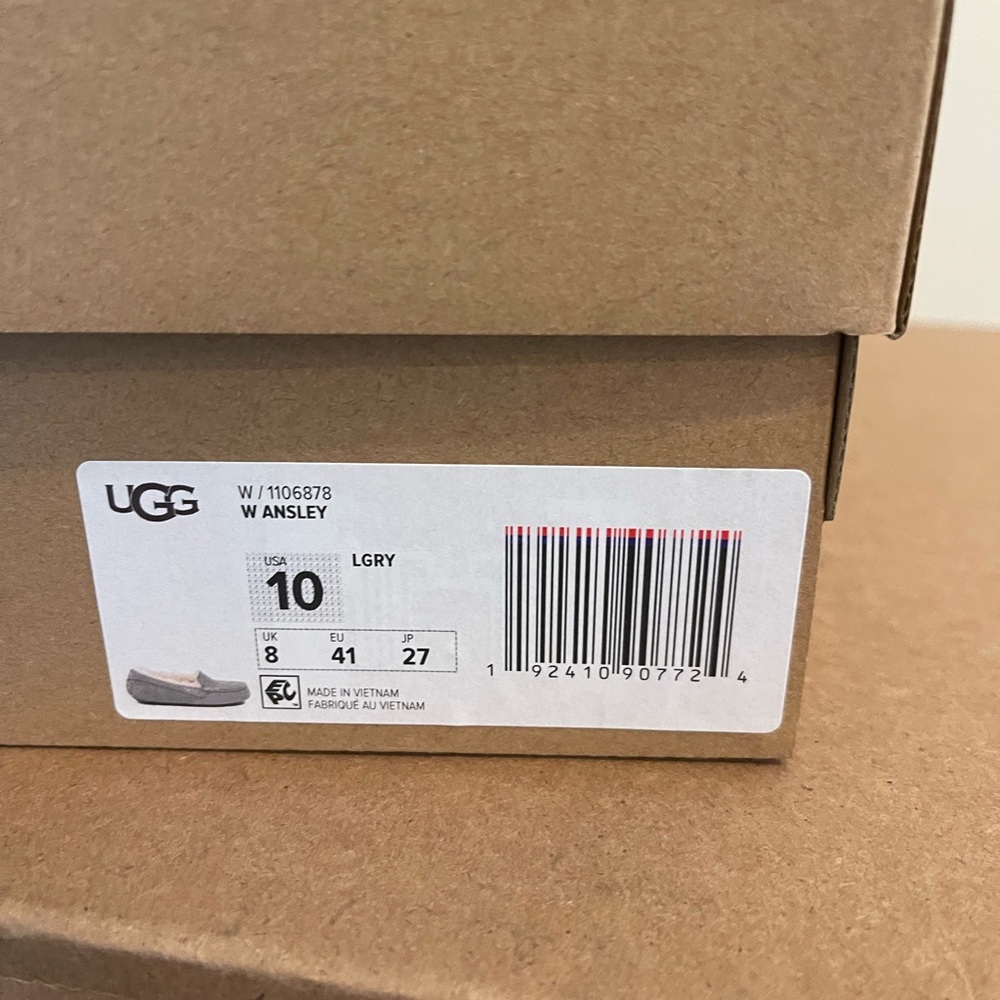 UGG
W / 1106878
W ANSLEY
USA
10
LGRY
UK EU JP
8 41 27
MADE IN VIETNAM
FABRIQUÉ AU VIETNAM
1 92410 90772 4